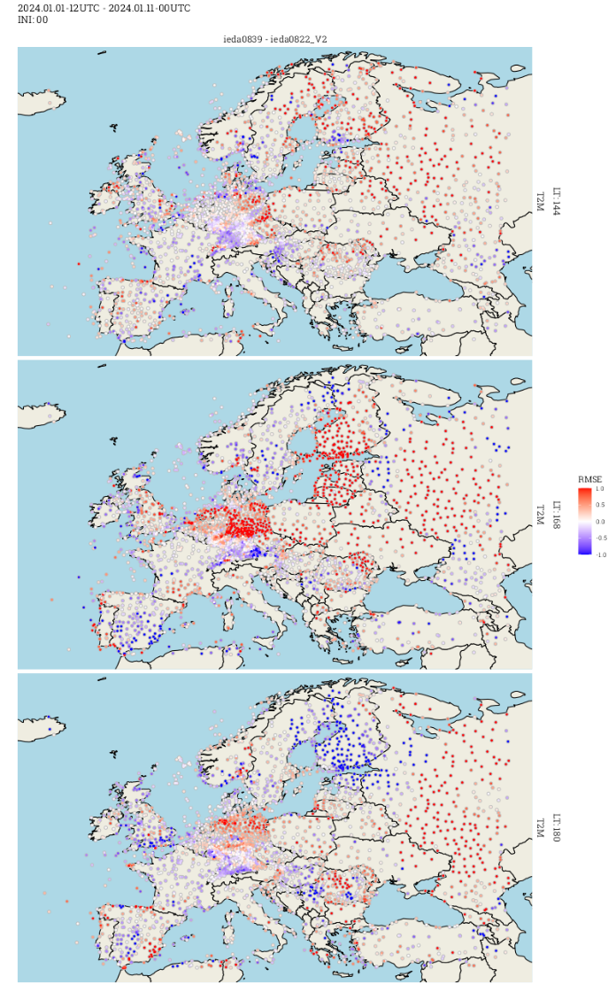 2024.01.01-12UTC - 2024.01.11-00UTC
INI: 00
ieda0839 - ieda0822_V2
LT: 144
T2M
LT: 168
T2M
RMSE
1.0
0.5
0.0
-0.5
-1.0
LT: 180
T2M